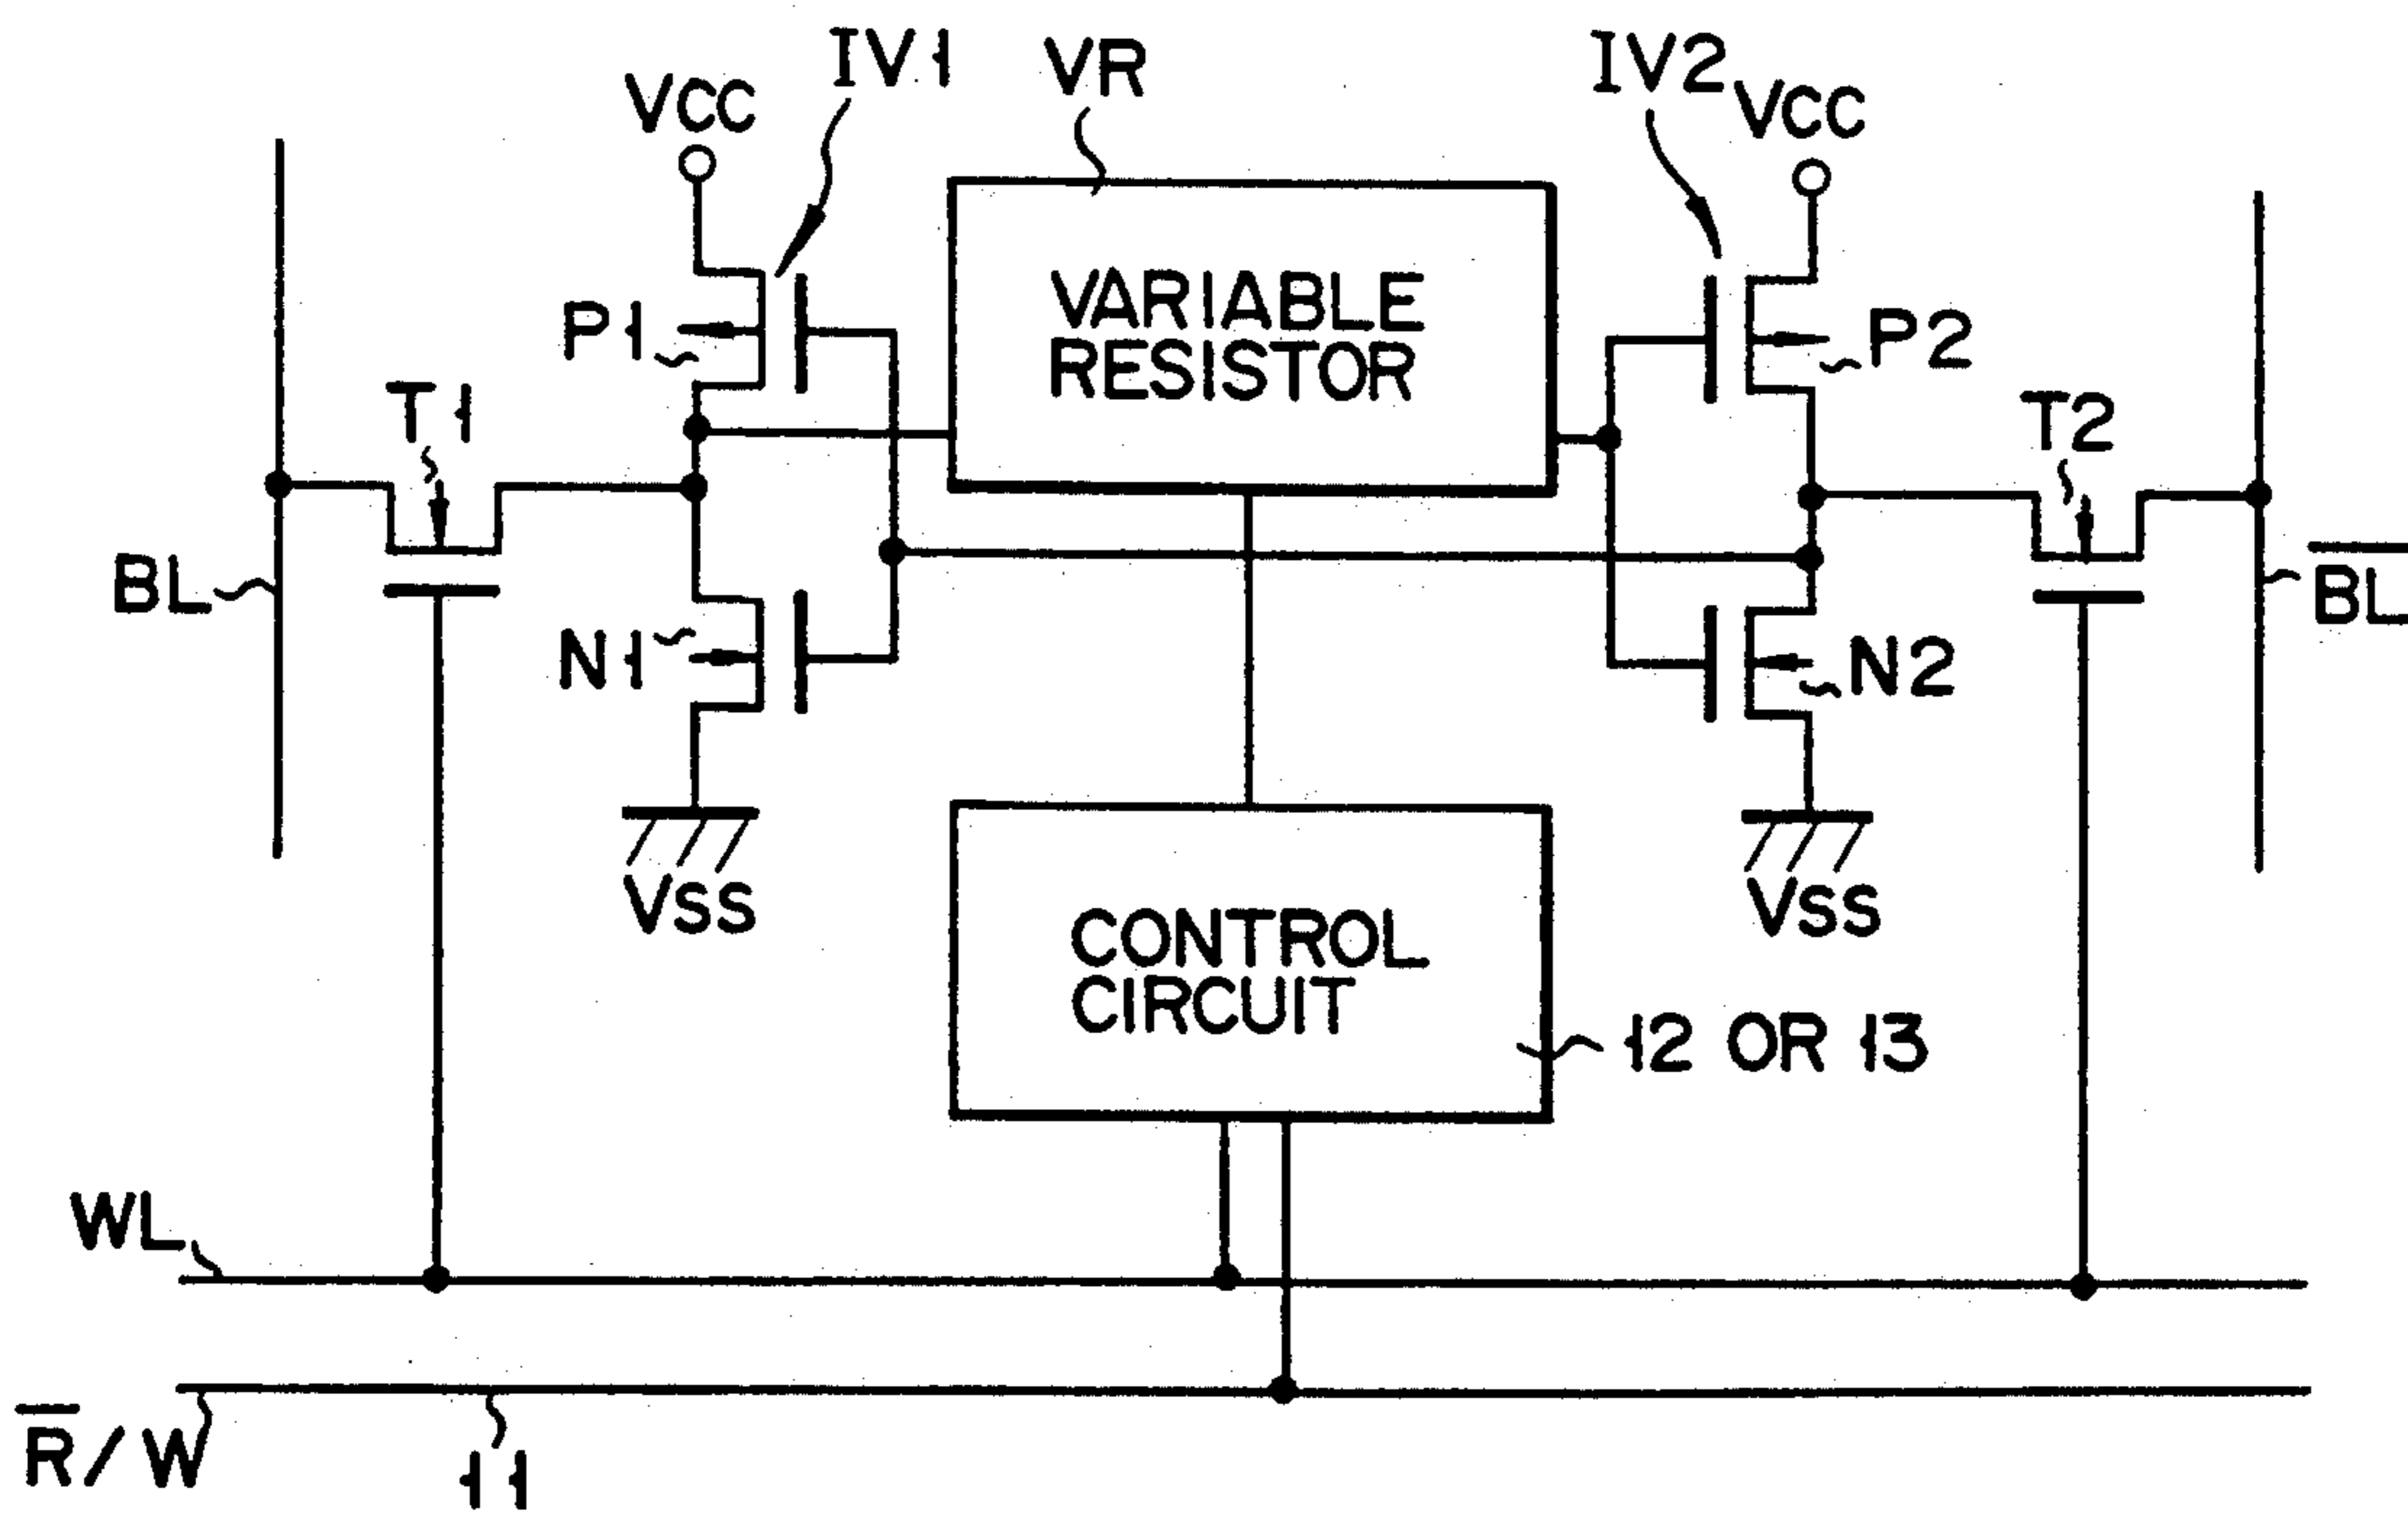 IV1
VR
IV2
VCC
VCC
VARIABLE
RESISTOR
P1
P2
T1
T2
BL
B̅L̅
N1
N2
VSS
VSS
CONTROL
CIRCUIT
12 OR 13
WL
R̅/W
11